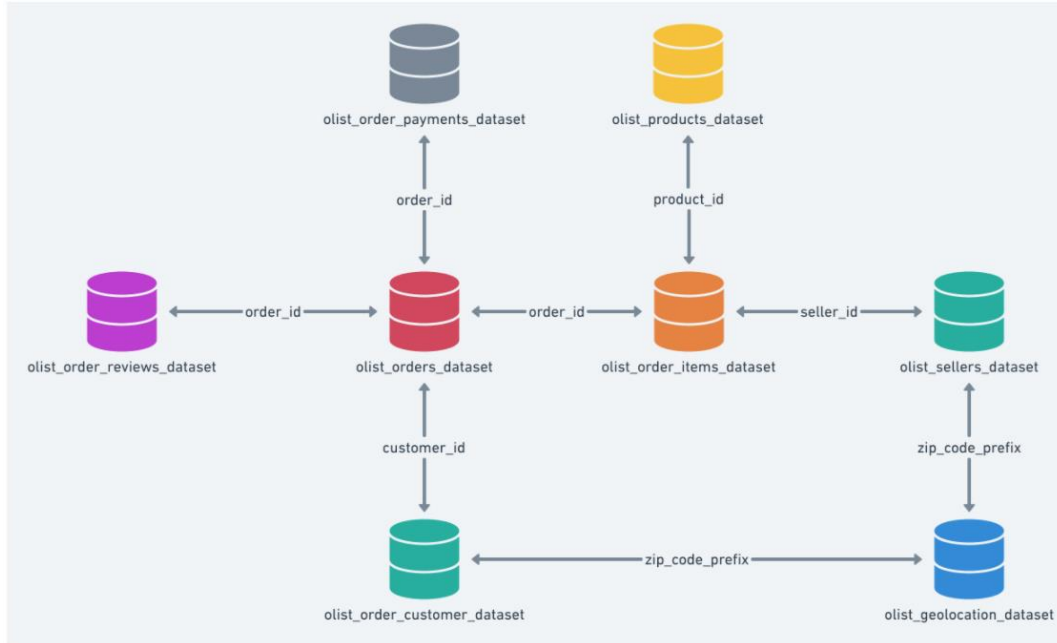 olist_order_payments_dataset
olist_products_dataset
order_id
product_id
order_id
order_id
seller_id
olist_order_reviews_dataset
olist_orders_dataset
olist_order_items_dataset
olist_sellers_dataset
customer_id
zip_code_prefix
zip_code_prefix
olist_order_customer_dataset
olist_geolocation_dataset